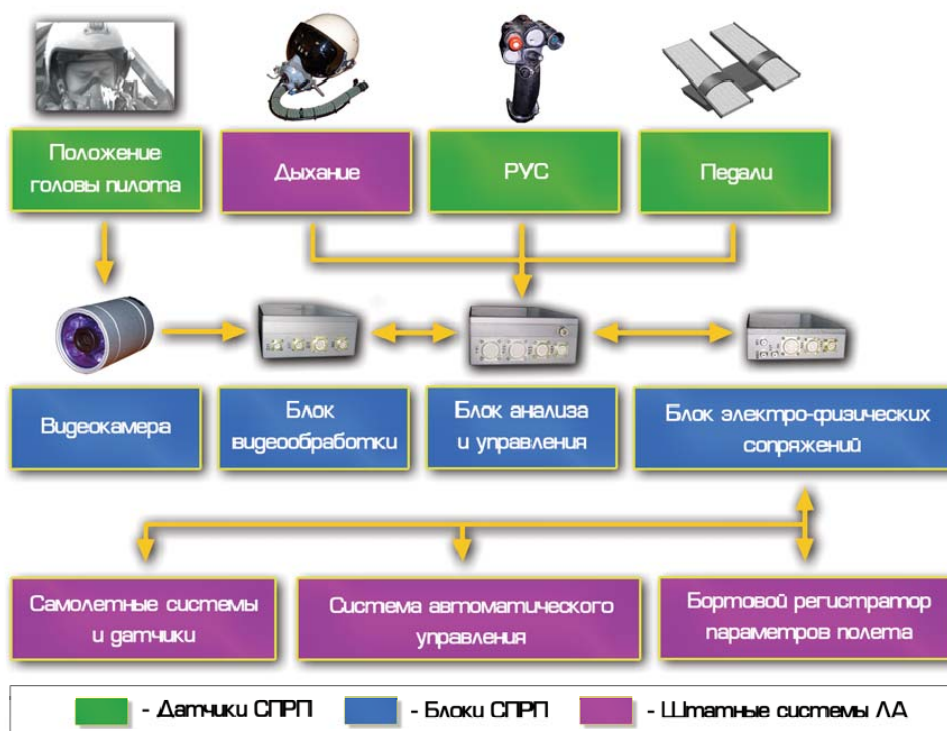 Положение
головы пилота
Дыхание
РУС
Педали
Видеокамера
Блок
видеообработки
Блок анализа
и управления
Блок электро-физических
сопряжений
Самолетные системы
и датчики
Система автоматического
управления
Бортовой регистратор
параметров полета
- Датчики СПРП
- Блоки СПРП
- Штатные системы ЛА